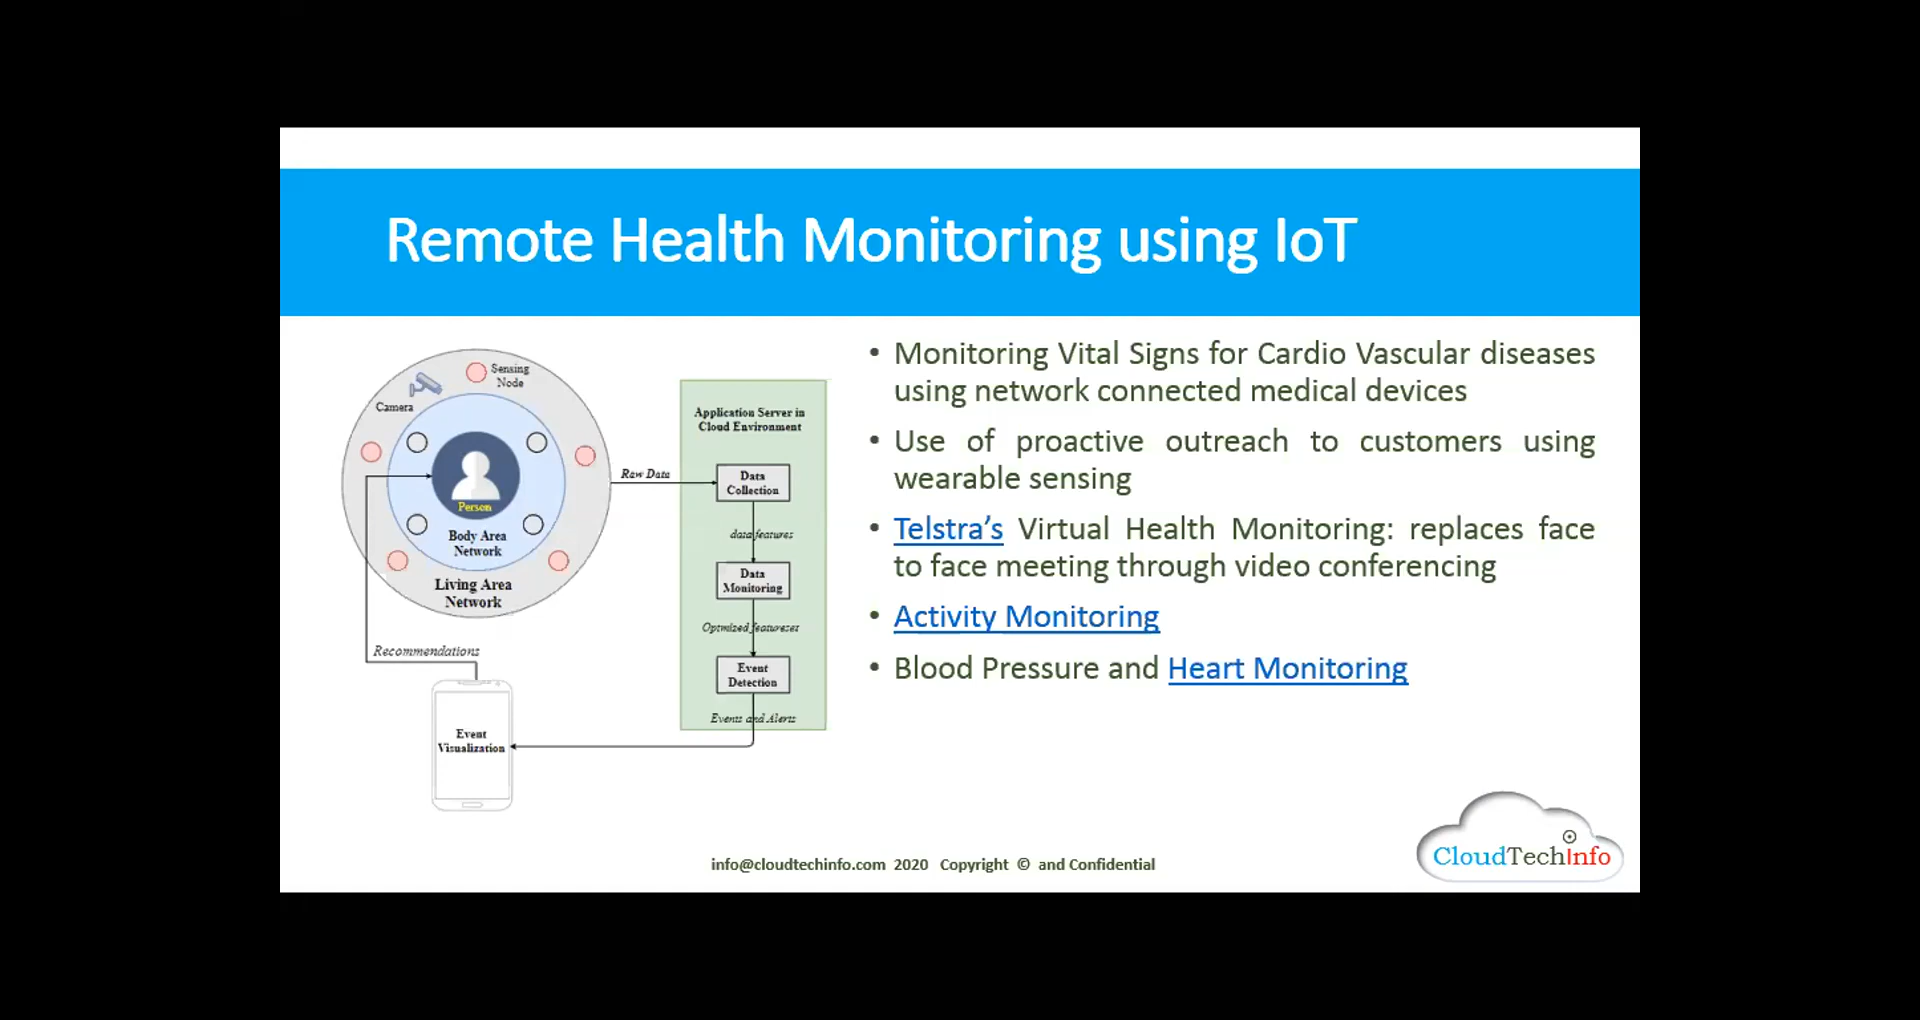 Remote Health Monitoring using IoT
Sensing
Node
Camera
Person
Body Area
Network
Living Area
Network
Raw Data
Application Server in
Cloud Environment
Data
Collection
data features
Data
Monitoring
Optmized featureser
Event
Detection
Events and Alerts
Recommendations
Event
Visualization
• Monitoring Vital Signs for Cardio Vascular diseases
using network connected medical devices
• Use of proactive outreach to customers using
wearable sensing
• Telstra's Virtual Health Monitoring: replaces face
to face meeting through video conferencing
• Activity Monitoring
• Blood Pressure and Heart Monitoring
info@cloudtechinfo.com 2020 Copyright © and Confidential
CloudTechInfo